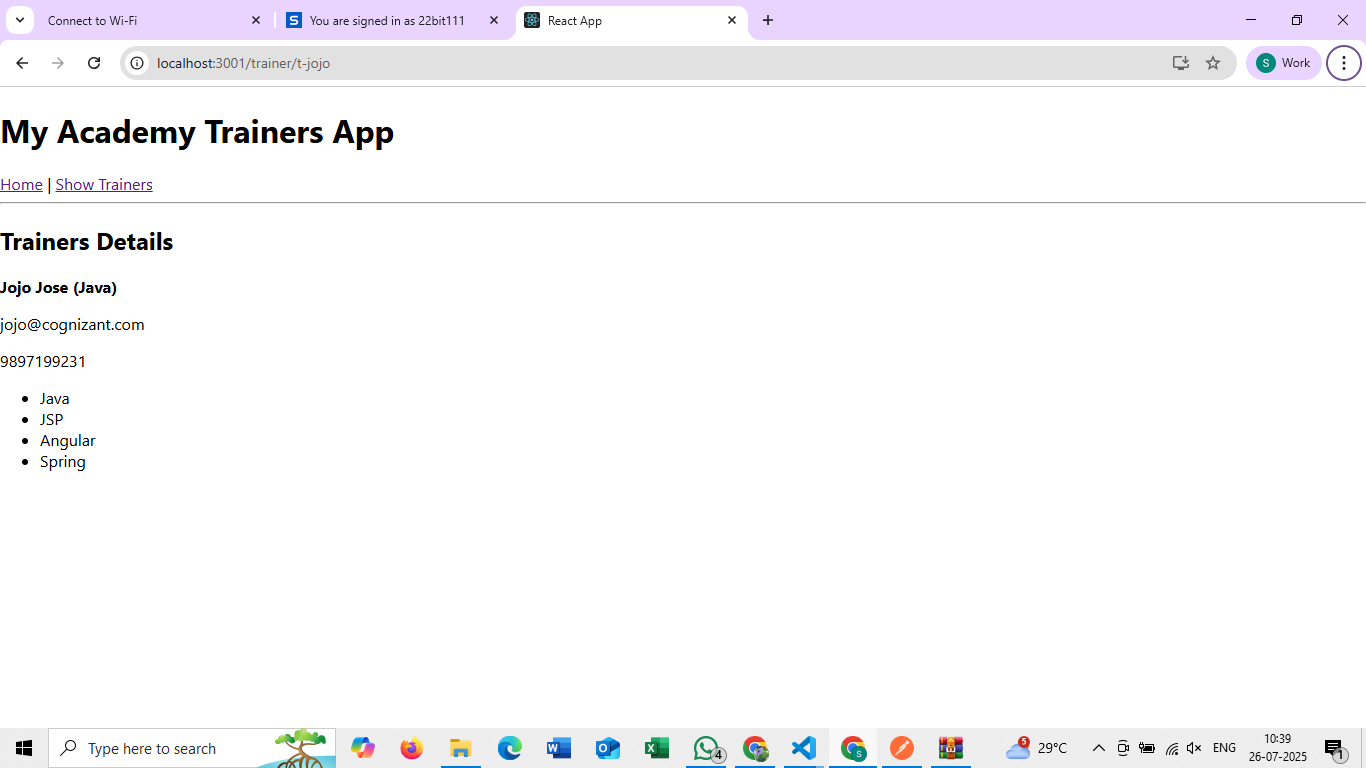 Connect to Wi-Fi
You are signed in as 22bit111
React App
localhost:3001/trainer/t-jojo
S Work
My Academy Trainers App
Home | Show Trainers
Trainers Details
Jojo Jose (Java)
jojo@cognizant.com
9897199231
Java
JSP
Angular
Spring
Type here to search
4
5
29°C
ENG
10:39
26-07-2025
1